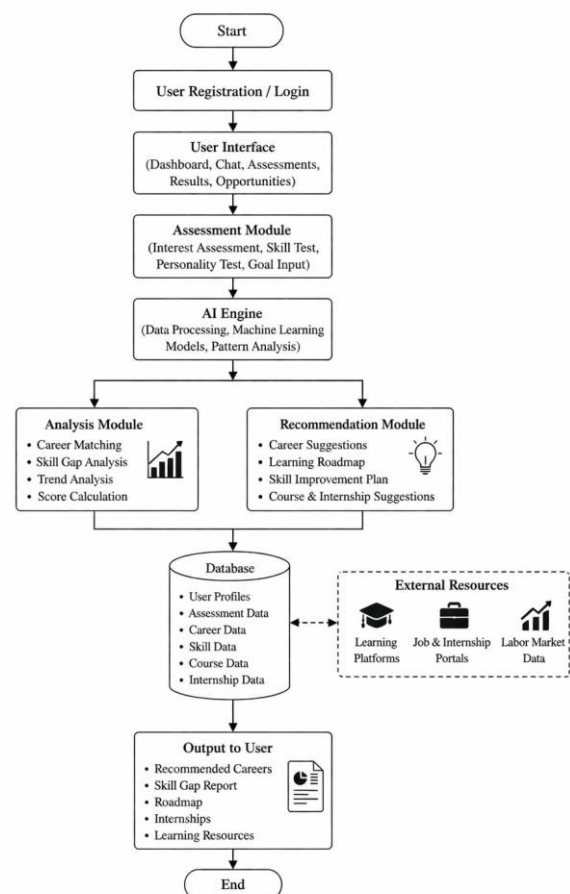 Start
User Registration / Login
User Interface
(Dashboard, Chat, Assessments,
Results, Opportunities)
Assessment Module
(Interest Assessment, Skill Test,
Personality Test, Goal Input)
AI Engine
(Data Processing, Machine Learning
Models, Pattern Analysis)
Analysis Module
• Career Matching
• Skill Gap Analysis
• Trend Analysis
• Score Calculation
Recommendation Module
• Career Suggestions
• Learning Roadmap
• Skill Improvement Plan
• Course & Internship Suggestions
Database
• User Profiles
• Assessment Data
• Career Data
• Skill Data
• Course Data
• Internship Data
External Resources
Learning
Platforms
Job & Internship
Portals
Labor Market
Data
Output to User
• Recommended Careers
• Skill Gap Report
• Roadmap
• Internships
• Learning Resources
End